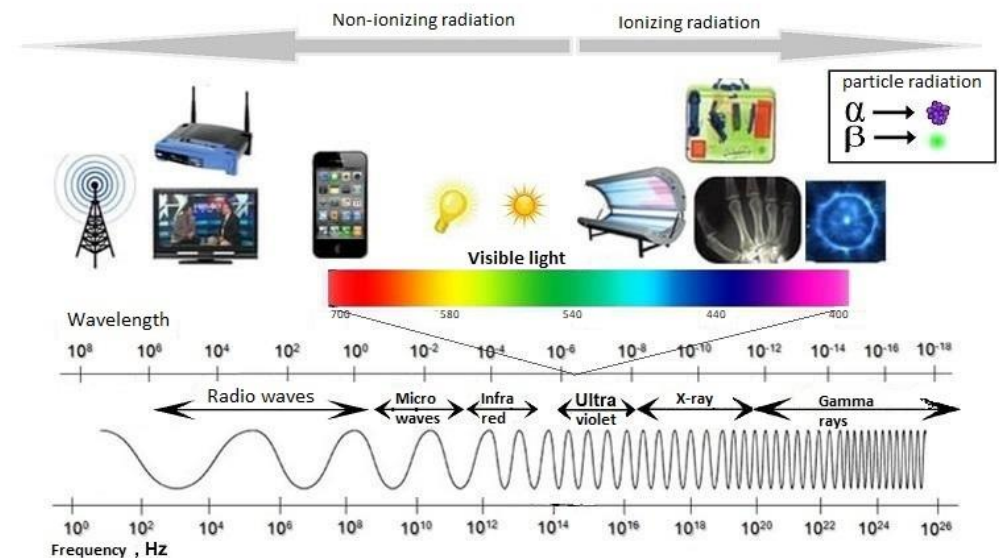 Non-ionizing radiation
Ionizing radiation
particle radiation
α
β
Visible light
700 580 540 440 400
Wavelength
10⁸ 10⁶ 10⁴ 10² 10⁰ 10⁻² 10⁻⁴ 10⁻⁶ 10⁻⁸ 10⁻¹⁰ 10⁻¹² 10⁻¹⁴ 10⁻¹⁶ 10⁻¹⁸
Radio waves
Micro
waves
Infra
red
Ultra
violet
X-ray
Gamma
rays
10⁰ 10² 10⁴ 10⁶ 10⁸ 10¹⁰ 10¹² 10¹⁴ 10¹⁶ 10¹⁸ 10²⁰ 10²² 10²⁴ 10²⁶
Frequency , Hz